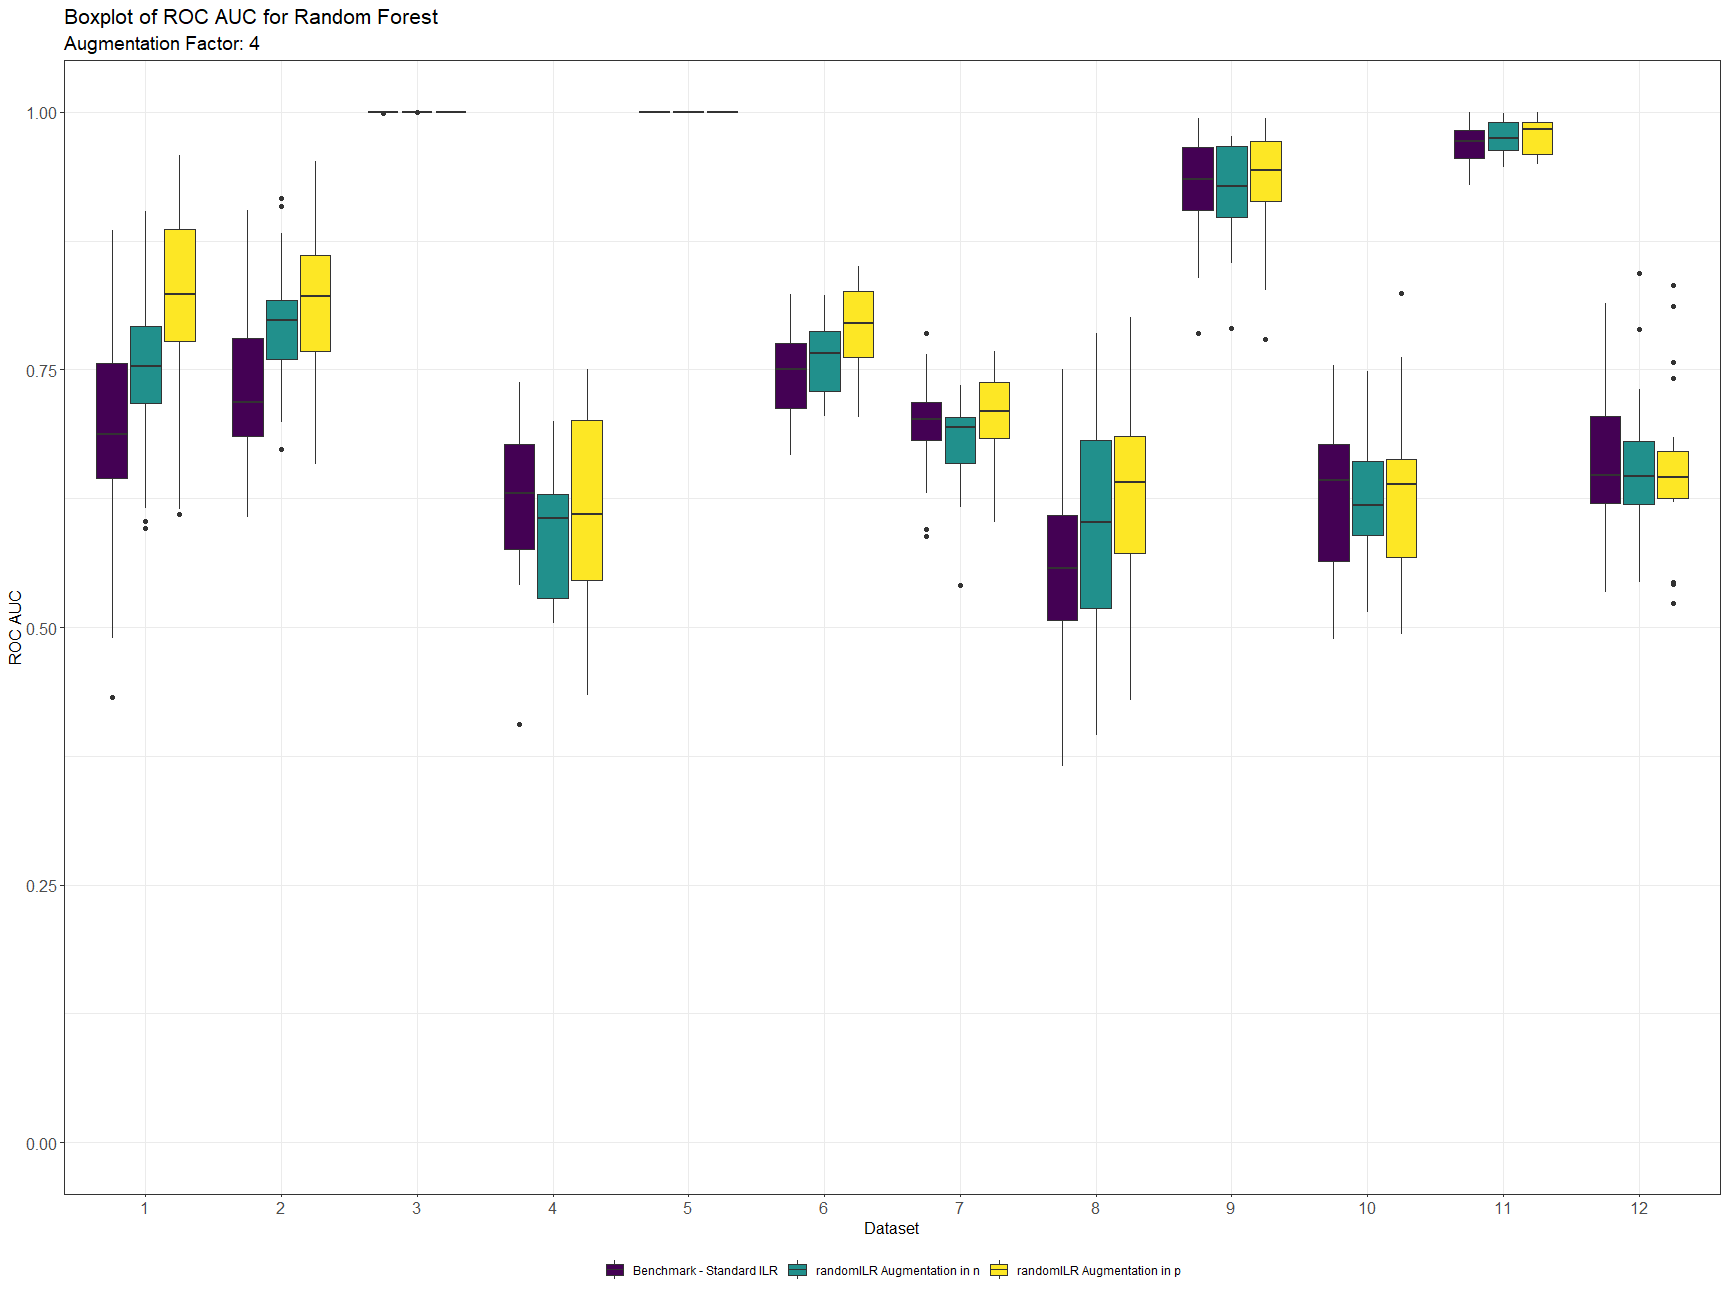 Boxplot of ROC AUC for Random Forest
Augmentation Factor: 4
1.00
0.75
0.50
0.25
0.00
ROC AUC
1 2 3 4 5 6 7 8 9 10 11 12
Dataset
Benchmark - Standard ILR randomILR Augmentation in n randomILR Augmentation in p